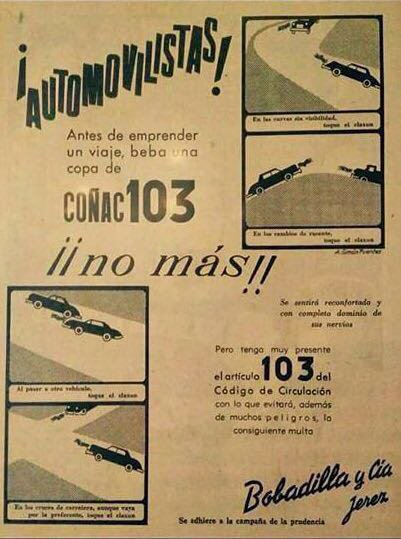 ¡AUTOMOVILISTAS!
Antes de emprender
un viaje, beba una
copa de
COÑAC 103
¡¡no más!!
En las curvas sin visibilidad,
toque el claxon
En los cambios de rasante,
toque el claxon
A. Simón Fuentes
Se sentirá reconfortado y
con completo dominio de
sus nervios
Al pasar a otro vehículo,
toque el claxon
En los cruces de carretera, aunque vaya
por la preferente, toque el claxon
Pero tenga muy presente
el artículo 103 del
Código de Circulación
con lo que evitará, además
de muchos peligros, la
consiguiente multa
Bobadilla y Cía
Jerez
Se adhiere a la campaña de la prudencia